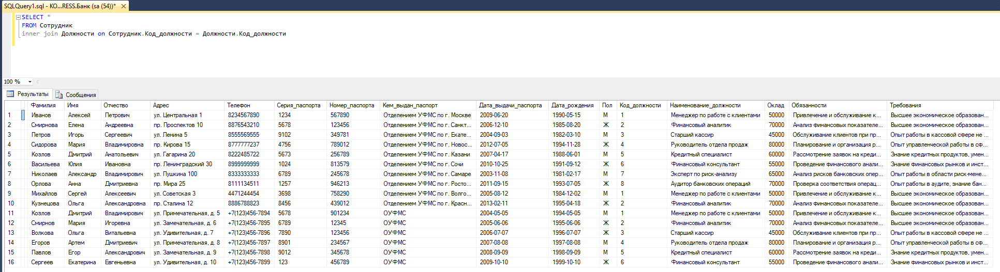 SQLQuery1.sql - КО...RESS.Банк (sa (54))* ✕
SELECT *
FROM Сотрудник
inner join Должности on Сотрудник.Код_должности = Должности.Код_должности
100 %
Результаты Сообщения
Фамилия Имя Отчество Адрес Телефон Серия_паспорта Номер_паспорта Кем_выдан_паспорт Дата_выдачи_паспорта Дата_рождения Пол Код_должности Наименование_должности Оклад Обязанности Требования
1 Иванов Алексей Петрович ул. Центральная 1 8234567890 1234 567890 Отделением УФМС по г. Москве 2009-06-20 1990-05-15 М 1 Менеджер по работе с клиентами 50000 Привлечение и обслуживание к... Высшее экономическое образован...
2 Смирнова Елена Андреевна пр. Проспектов 10 8876543210 5678 123456 Отделением УФМС по г. Санкт... 2006-12-10 1985-08-20 Ж 2 Финансовый аналитик 70000 Анализ финансовых показателе... Высшее экономическое образован...
3 Петров Игорь Сергеевич ул. Ленина 5 8555569555 9102 349781 Отделением УФМС по г. Екате... 2004-09-03 1982-03-10 М 3 Старший кассир 45000 Обслуживание клиентов при пр... Опыт работы в кассовой сфере не ...
4 Сидорова Мария Владимировна пр. Кирова 15 8777777237 4756 789012 Отделением УФМС по г. Новос... 2012-07-05 1994-11-28 Ж 4 Руководитель отдела продаж 80000 Планирование и организация р... Опыт управленческой работы в сф...
5 Козлов Дмитрий Анатольевич ул. Гагарина 20 8222485722 5673 256789 Отделением УФМС по г. Казани 2007-04-17 1988-06-01 М 5 Кредитный специалист 60000 Рассмотрение заявок на креди... Знание кредитных продуктов, умен...
6 Васильева Юлия Ивановна пр. Ленинградский 30 8999999999 1024 813579 Отделением УФМС по г. Сочи 2010-10-25 1991-09-12 Ж 6 Финансовый консультант 55000 Проведение финансового анали... Знание финансовых рынков и инст...
7 Николаев Александр Владимирович ул. Пушкина 100 8333333333 6789 245678 Отделением УФМС по г. Самаре 2003-11-08 1981-02-17 М 7 Эксперт по риск-анализу 65000 Анализ рисков банковских опер... Опыт работы в области риск-мене...
8 Орлова Анна Дмитриевна пр. Мира 25 8111134511 1257 946213 Отделением УФМС по г. Росто... 2011-09-15 1993-07-05 Ж 8 Аудитор банковских операций 70000 Проверка соответствия операц... Опыт работы в аудите, знание бан...
9 Михайлов Сергей Алексеевич ул. Советская 3 4471244454 3698 758290 Отделением УФМС по г. Волго... 2005-08-12 1984-12-02 М 1 Менеджер по работе с клиентами 50000 Привлечение и обслуживание к... Высшее экономическое образован...
10 Кузнецова Ольга Александровна пр. Сталина 12 8886788823 8456 439012 Отделением УФМС по г. Красн... 2013-02-11 1995-04-18 Ж 2 Финансовый аналитик 70000 Анализ финансовых показателе... Высшее экономическое образован...
11 Козлов Дмитрий Владимирович ул. Примечательная, д. 5 +7(123)456-7894 5678 901234 ОУФМС 2004-05-05 1994-05-05 М 1 Менеджер по работе с клиентами 50000 Привлечение и обслуживание к... Высшее экономическое образован...
12 Смирнов Мария Игоревна ул. Замечательная, д. 6 +7(123)456-7895 6789 12345 ОУФМС 2005-06-06 1995-06-06 Ж 2 Финансовый аналитик 70000 Анализ финансовых показателе... Высшее экономическое образован...
13 Волкова Ольга Витальевна ул. Удивительная, д. 7 +7(123)456-7896 7890 123456 ОУФМС 2006-07-07 1996-07-07 Ж 3 Старший кассир 45000 Обслуживание клиентов при пр... Опыт работы в кассовой сфере не ...
14 Егоров Артем Дмитриевич ул. Примечательная, д. 8 +7(123)456-7897 8901 234567 ОУФМС 2007-08-08 1997-08-08 М 4 Руководитель отдела продаж 80000 Планирование и организация р... Опыт управленческой работы в сф...
15 Павлов Егор Александрович ул. Замечательная, д. 9 +7(123)456-7898 9012 345678 ОУФМС 2008-09-09 1998-09-09 М 5 Кредитный специалист 60000 Рассмотрение заявок на креди... Знание кредитных продуктов, умен...
16 Сергеев Екатерина Евгеньевна ул. Удивительная, д. 10 +7(123)456-7899 123 456789 ОУФМС 2009-10-10 1999-10-10 Ж 6 Финансовый консультант 55000 Проведение финансового анали... Знание финансовых рынков и инст...